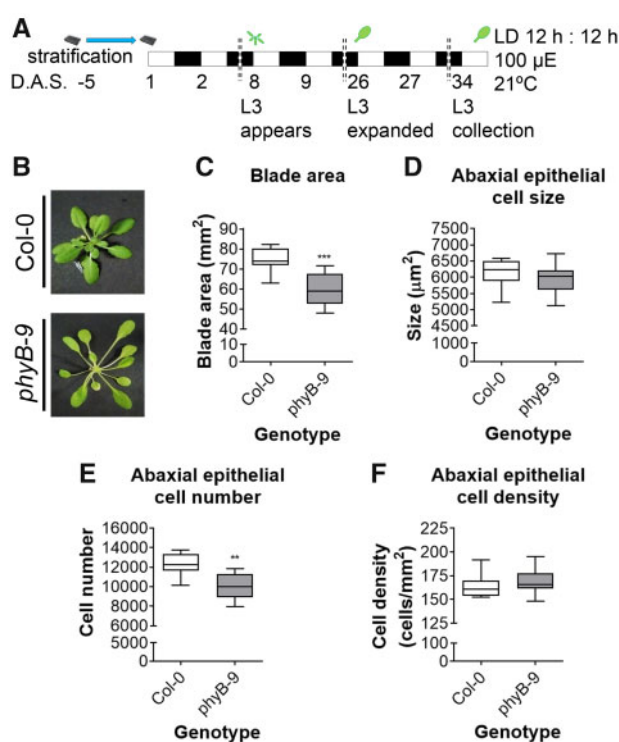 A
stratification
LD 12 h : 12 h
100 µE
D.A.S. -5 1 2 8 9 26 27 34 21ºC
L3 L3 L3
appears expanded collection
B
Col-0
phyB-9
C
Blade area
Blade area (mm²)
90
80
70
60
50
40
10
0
***
Col-0
phyB-9
Genotype
D
Abaxial epithelial
cell size
Size (µm²)
7500
7000
6500
6000
5500
5000
4500
1000
0
Col-0
phyB-9
Genotype
E
Abaxial epithelial
cell number
Cell number
16000
14000
12000
10000
8000
6000
5000
0
**
Col-0
phyB-9
Genotype
F
Abaxial epithelial
cell density
Cell density
(cells/mm²)
225
200
175
150
125
100
0
Col-0
phyB-9
Genotype